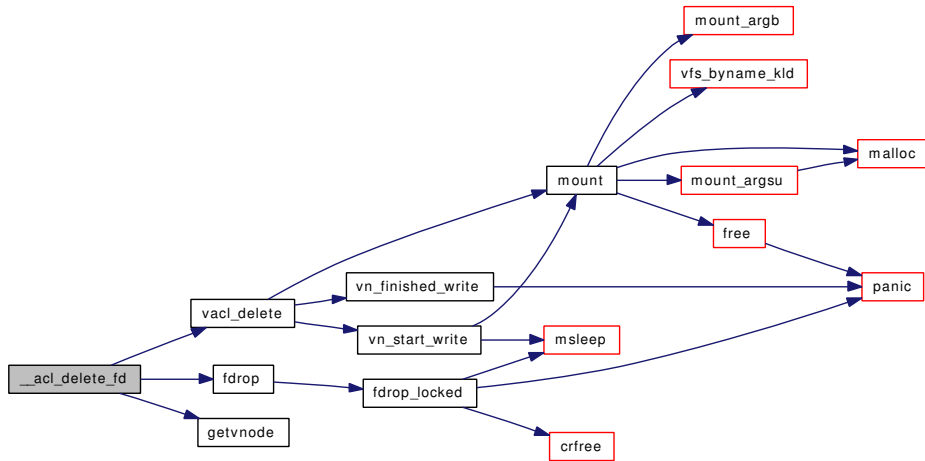 mount_argb
vfs_byname_kld
malloc
mount
mount_argsu
free
vn_finished_write
panic
vacl_delete
vn_start_write
msleep
__acl_delete_fd
fdrop
fdrop_locked
getvnode
crfree